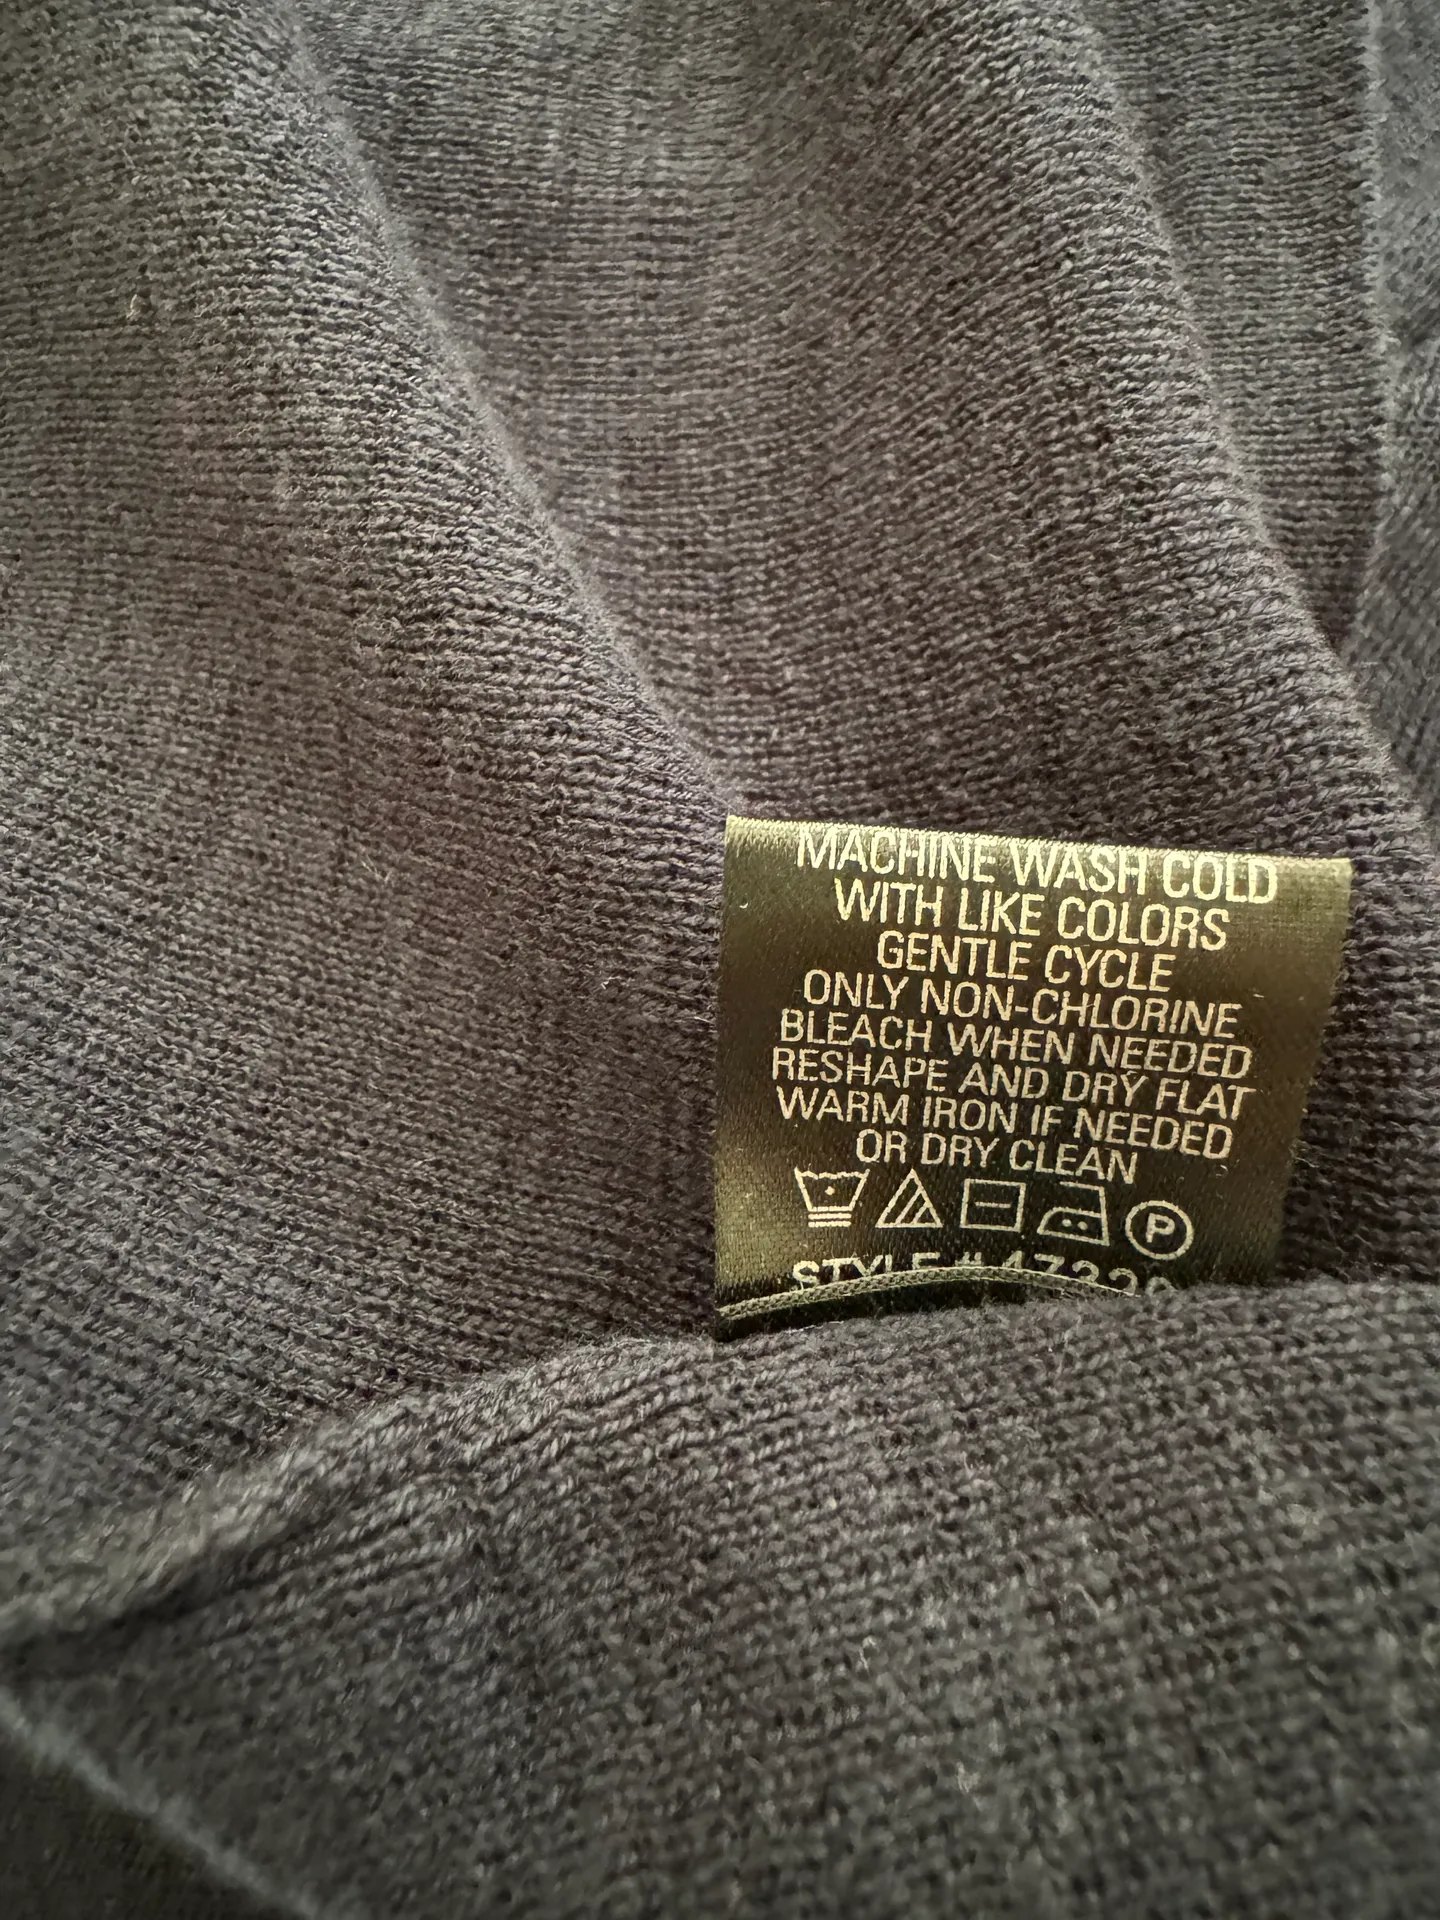 MACHINE WASH COLD
WITH LIKE COLORS
GENTLE CYCLE
ONLY NON-CHLORINE
BLEACH WHEN NEEDED
RESHAPE AND DRY FLAT
WARM IRON IF NEEDED
OR DRY CLEAN
P
STYLE #